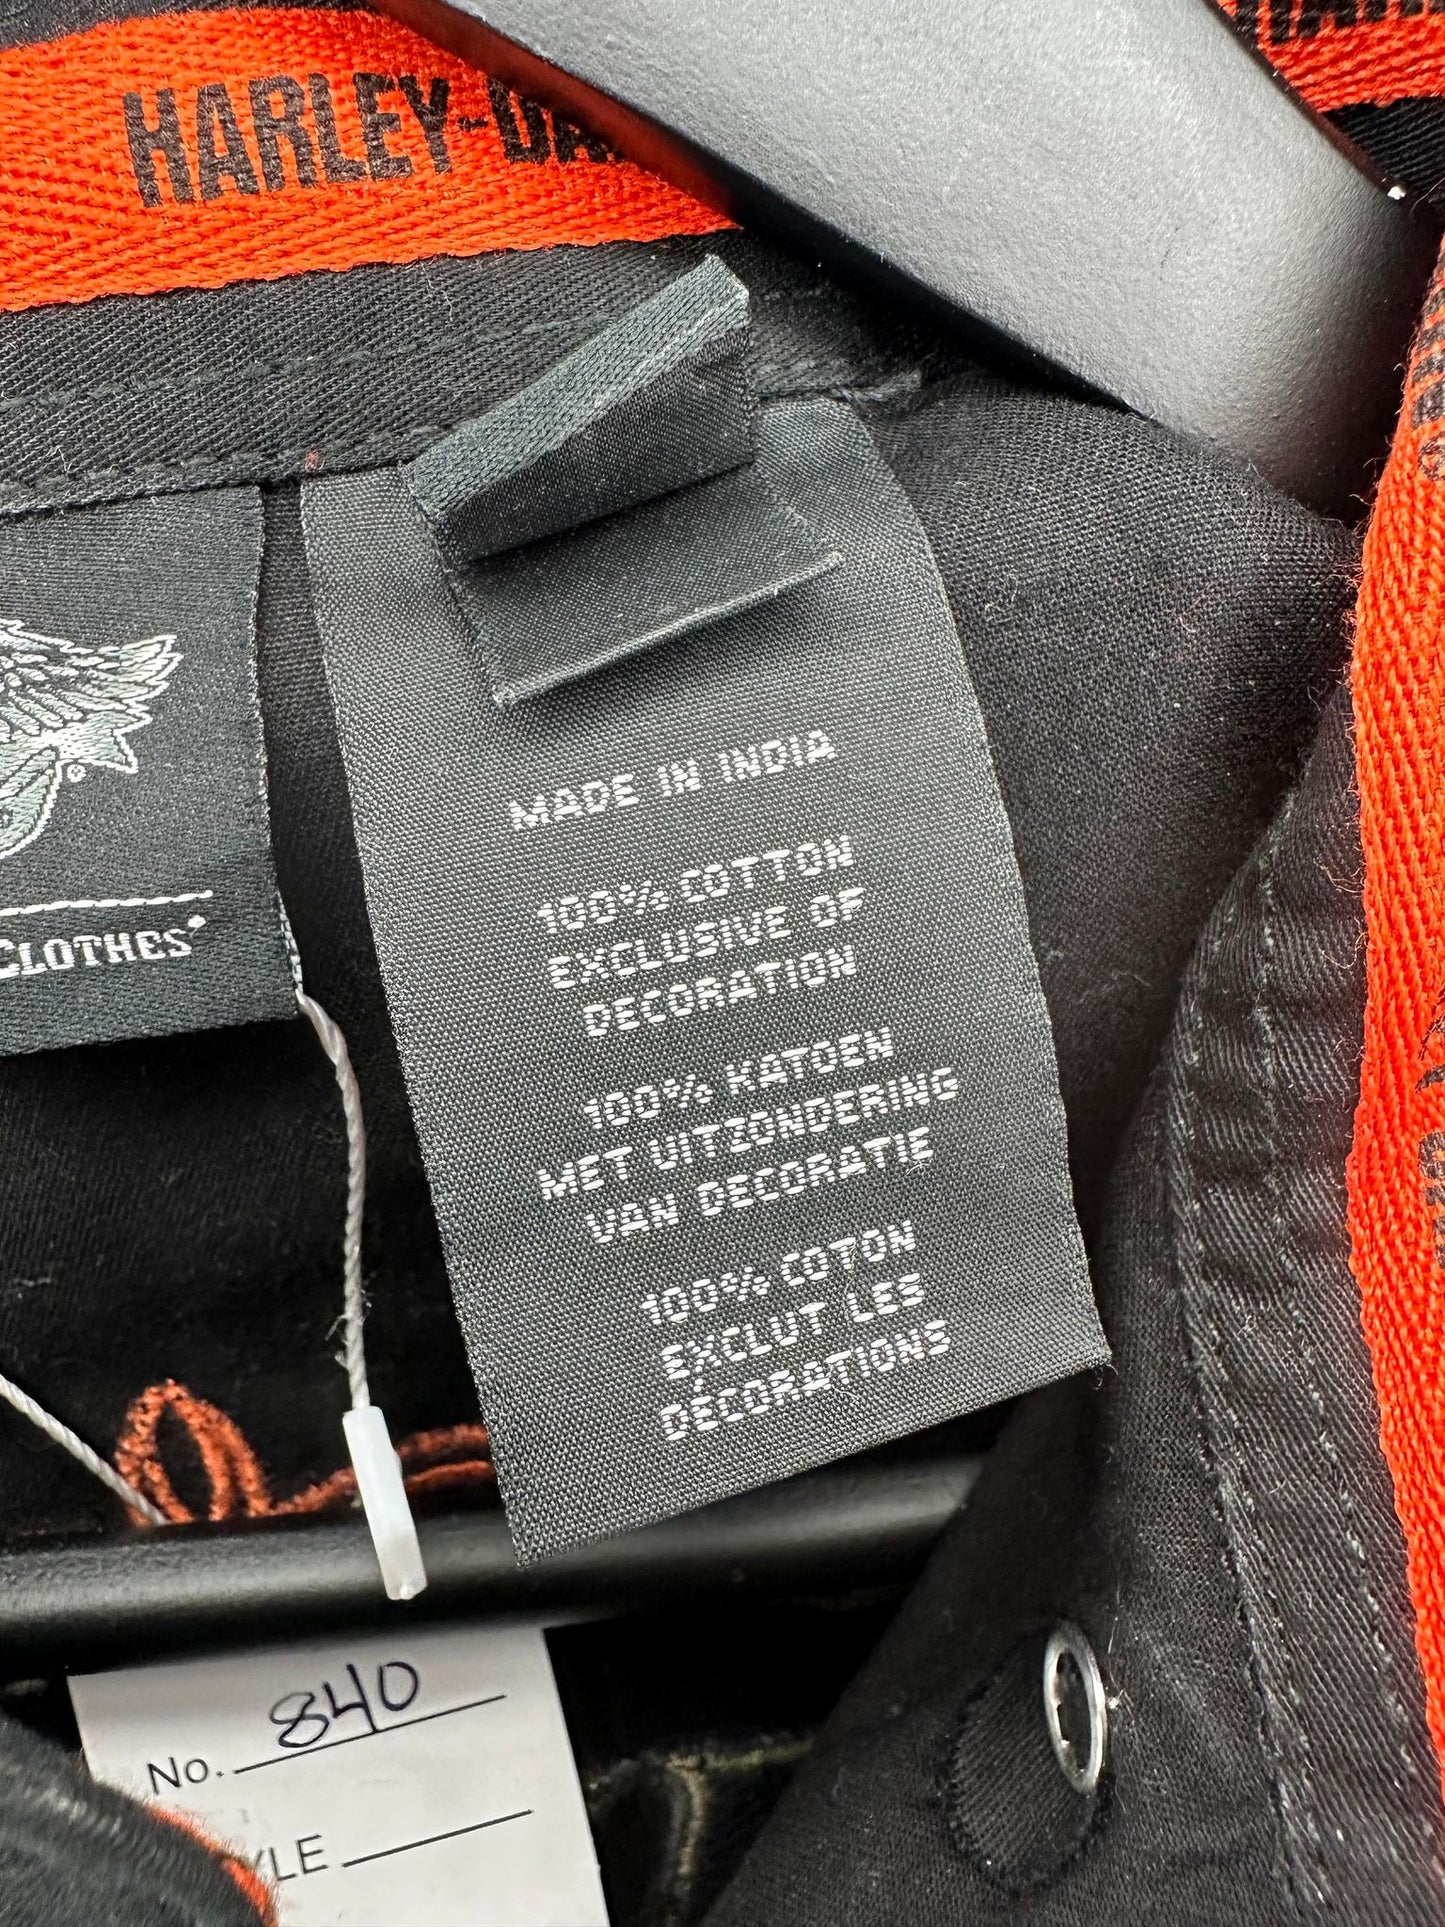 HARLEY-DA
MADE IN INDIA
100% COTTON
EXCLUSIVE OF
DECORATION
100% KATOEN
MET UITZONDERING
VAN DECORATIE
100% COTON
EXCLUT LES
DECORATIONS
®
CLOTHES
No. 840
YLE